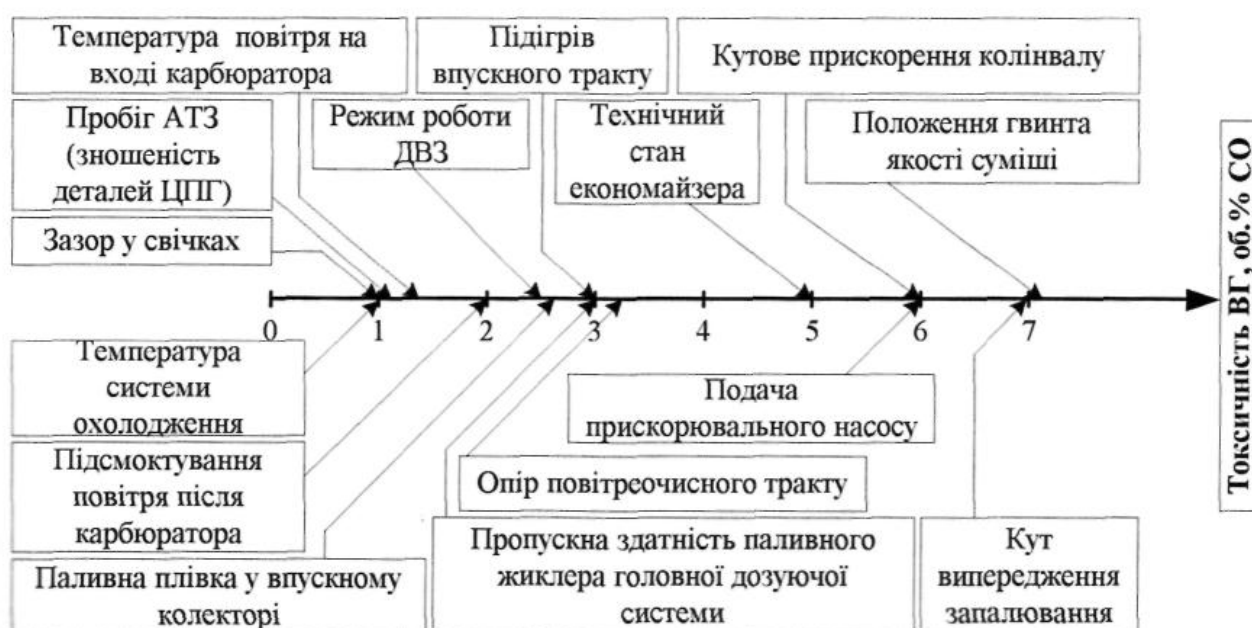 Температура повітря на
вході карбюратора
Підігрів
впускного тракту
Кутове прискорення колінвалу
Пробіг АТЗ
(зношеність
деталей ЦПГ)
Режим роботи
ДВЗ
Технічний
стан
економайзера
Положення гвинта
якості суміші
Зазор у свічках
0
1
2
3
4
5
6
7
Токсичність ВГ, об.% СО
Температура
системи
охолодження
Подача
прискорювального насосу
Підсмоктування
повітря після
карбюратора
Опір повітреочисного тракту
Паливна плівка у впускному
колекторі
Пропускна здатність паливного
жиклера головної дозуючої
системи
Кут
випередження
запалювання